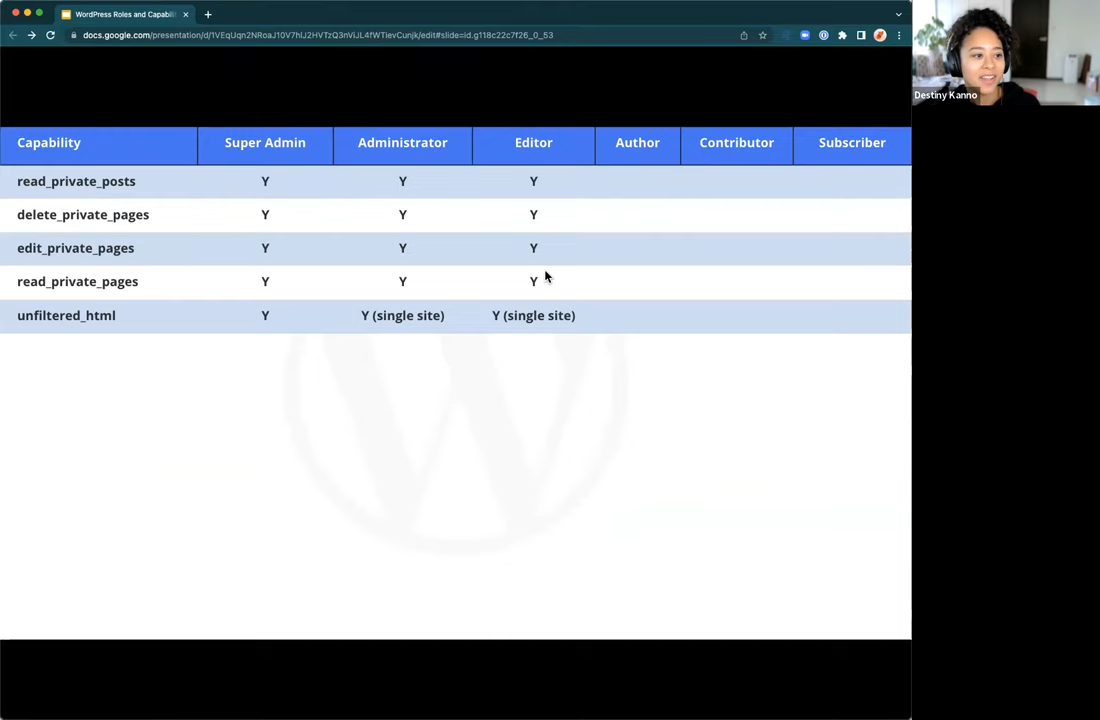 WordPress Roles and Capabili
docs.google.com/presentation/d/1VEqUqn2NRoaJ10V7hlJ2HVTzQ3nViJL4fWTievCunjk/edit#slide=id.g118c22c7f26_0_53
Destiny Kanno
Capability Super Admin Administrator Editor Author Contributor Subscriber
read_private_posts Y Y Y
delete_private_pages Y Y Y
edit_private_pages Y Y Y
read_private_pages Y Y Y
unfiltered_html Y Y (single site) Y (single site)